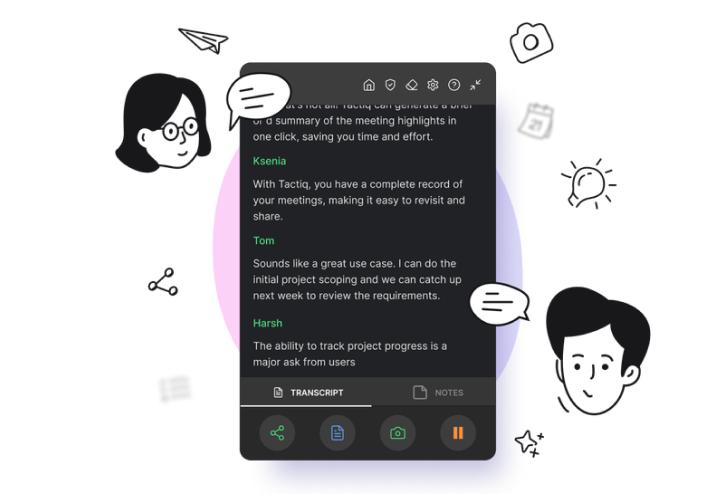 that's not all! Tactiq can generate a brief
or d summary of the meeting highlights in
one click, saving you time and effort.
Ksenia
With Tactiq, you have a complete record of
your meetings, making it easy to revisit and
share.
Tom
Sounds like a great use case. I can do the
initial project scoping and we can catch up
next week to review the requirements.
Harsh
The ability to track project progress is a
major ask from users
TRANSCRIPT
NOTES
21